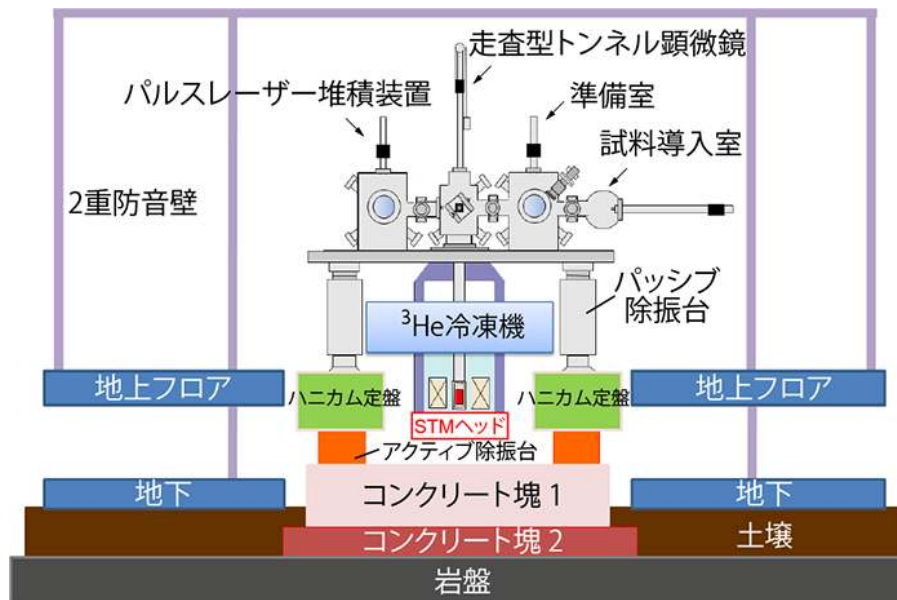 走査型トンネル顕微鏡
パルスレーザー堆積装置
準備室
試料導入室
2重防音壁
パッシブ
除振台
³He冷凍機
地上フロア
ハニカム定盤
ハニカム定盤
地上フロア
STMヘッド
アクティブ除振台
地下
コンクリート塊 1
地下
コンクリート塊 2
土壌
岩盤